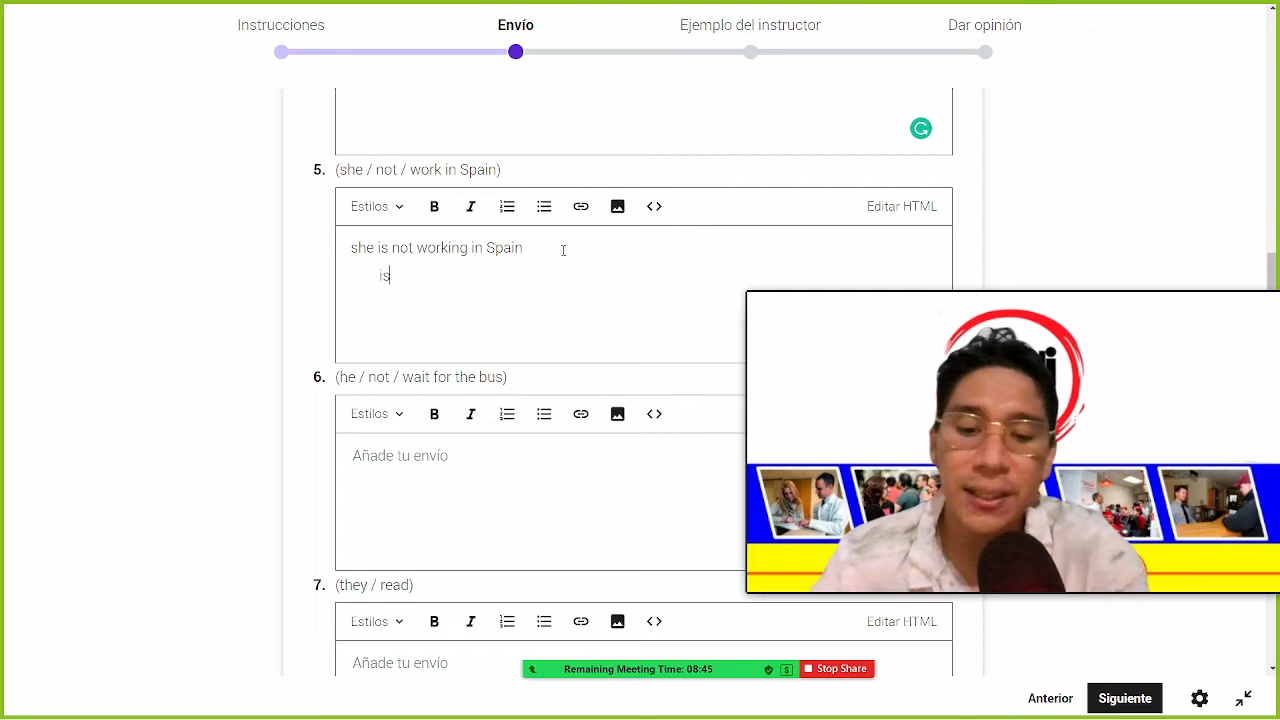 Instrucciones
Envío
Ejemplo del instructor
Dar opinión
5. (she / not / work in Spain)
Estilos
Editar HTML
she is not working in Spain
is
6. (he / not / wait for the bus)
Estilos
Añade tu envío
7. (they / read)
Estilos
Editar HTML
Añade tu envío
Remaining Meeting Time: 08:45
Stop Share
Anterior
Siguiente